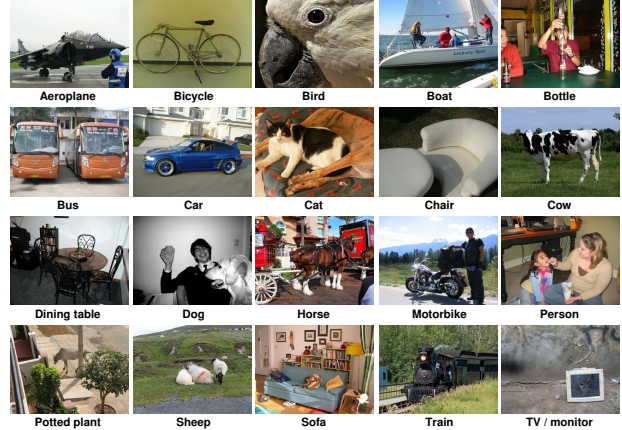 Aeroplane
Bicycle
Bird
Boat
Bottle
Bus
Car
Cat
Chair
Cow
Dining table
Dog
Horse
Motorbike
Person
Potted plant
Sheep
Sofa
Train
TV / monitor